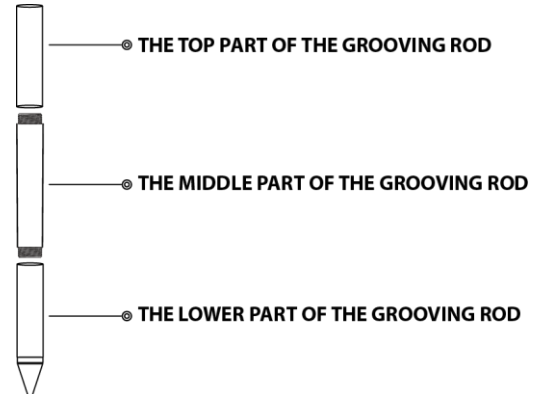 THE TOP PART OF THE GROOVING ROD
THE MIDDLE PART OF THE GROOVING ROD
THE LOWER PART OF THE GROOVING ROD